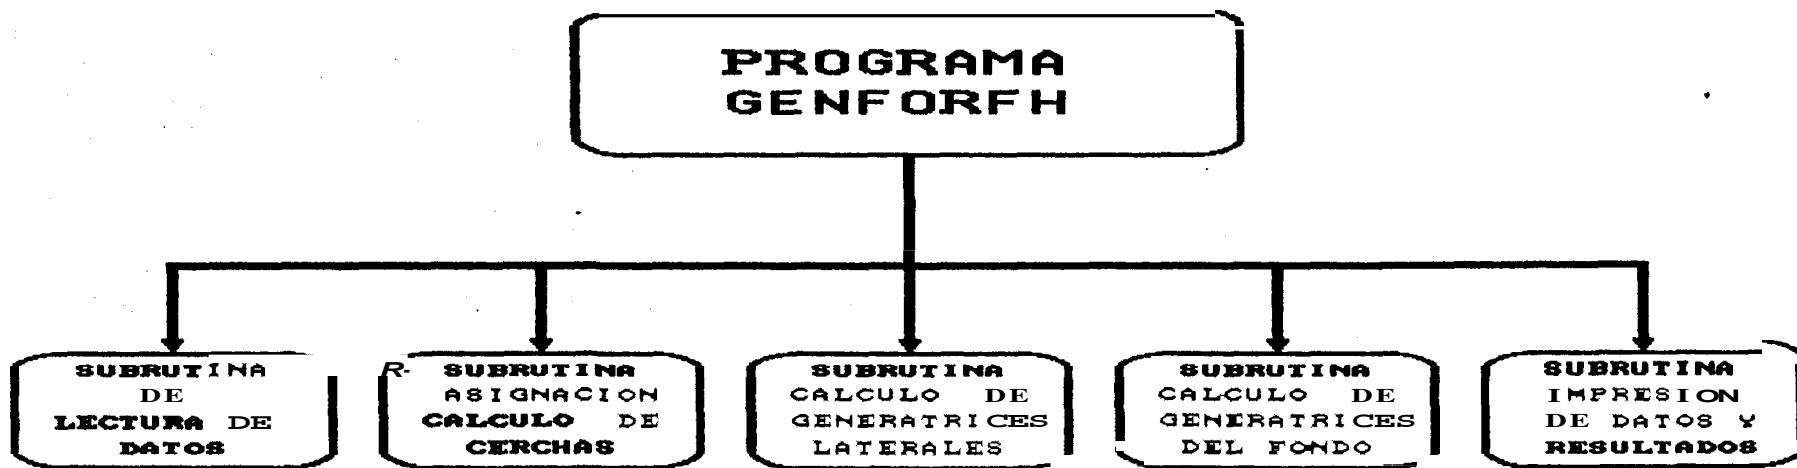 PROGRAMA
GENFORFH
SUBRUTINA
DE
LECTURA DE
DATOS
R-
SUBRUTINA
ASIGNACION
CALCULO DE
CERCHAS
SUBRUTINA
CALCULO DE
GENERATRICES
LATERALES
SUBRUTINA
CALCULO DE
GENERATRICES
DEL FONDO
SUBRUTINA
IMPRESION
DE DATOS Y
RESULTADOS